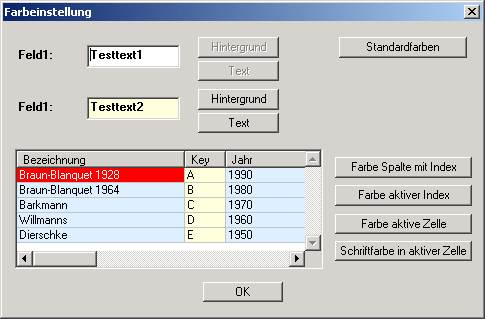 Farbeinstellung
Feld1: Testtext1 Hintergrund Standardfarben
Text
Feld1: Testtext2 Hintergrund
Text
Bezeichnung Key Jahr
Braun-Blanquet 1928 A 1990
Braun-Blanquet 1964 B 1980
Barkmann C 1970
Willmanns D 1960
Dierschke E 1950
Farbe Spalte mit Index
Farbe aktiver Index
Farbe aktive Zelle
Schriftfarbe in aktiver Zelle
OK